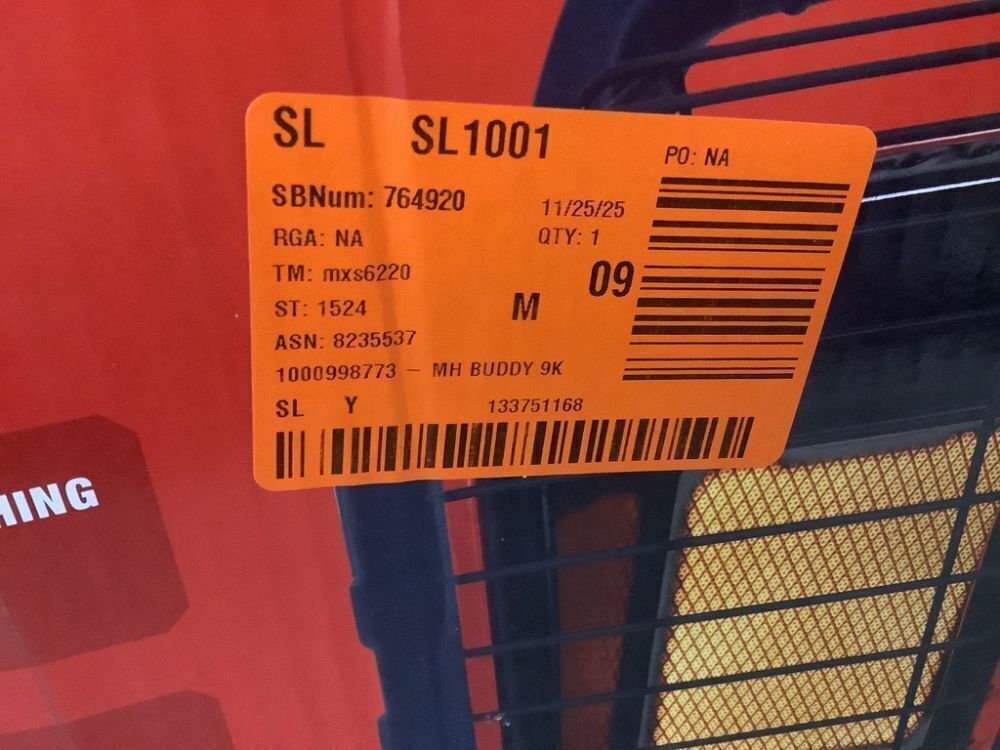 SL SL1001 PO: NA
SBNum: 764920 11/25/25
RGA: NA QTY: 1
TM: mxs6220 09
ST: 1524 M
ASN: 8235537
1000998773 – MH BUDDY 9K
SL Y 133751168